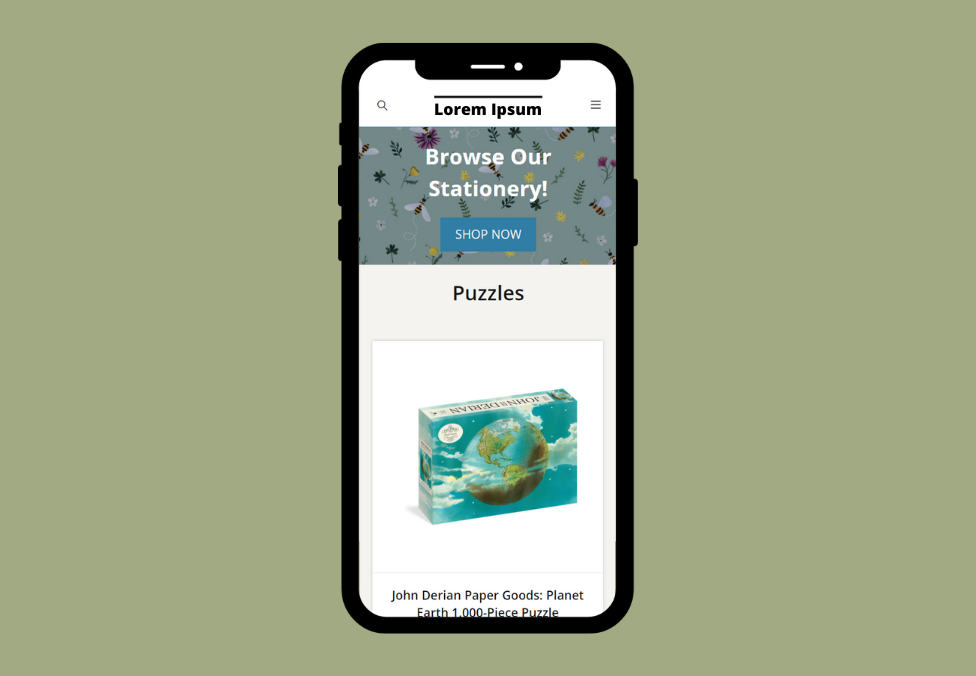 Lorem Ipsum
Browse Our
Stationery!
SHOP NOW
Puzzles
JOHN DERIAN
John Derian Paper Goods: Planet
Earth 1,000-Piece Puzzle